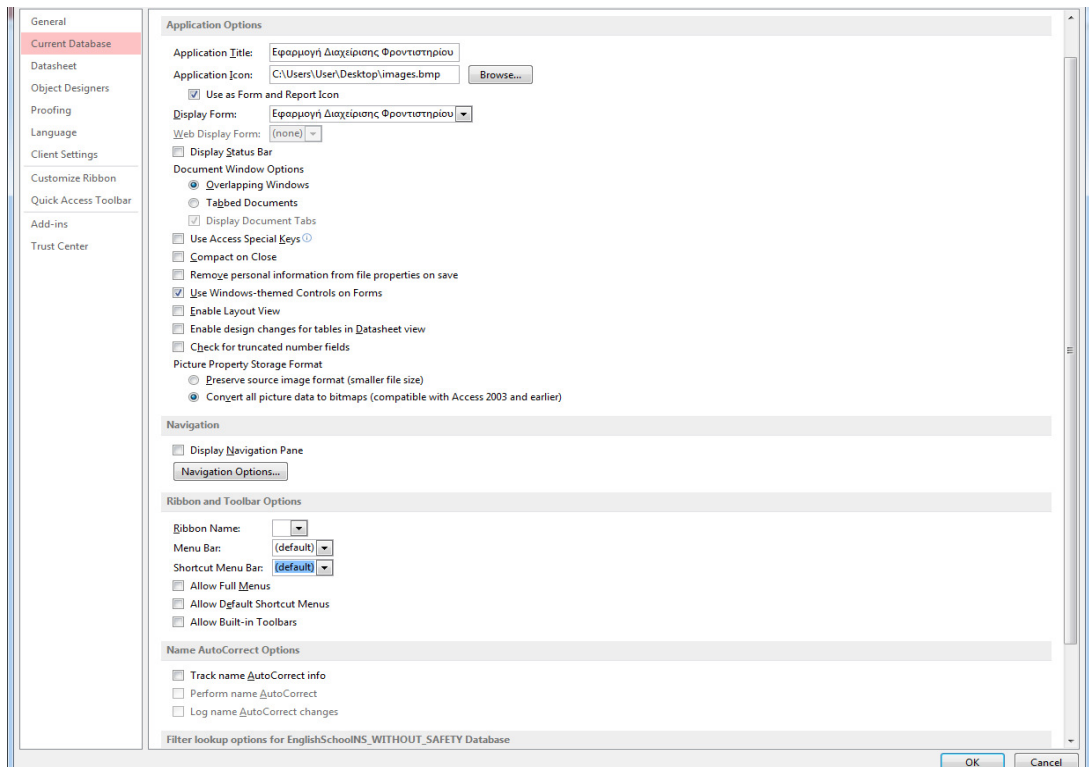 General
Current Database
Datasheet
Object Designers
Proofing
Language
Client Settings
Customize Ribbon
Quick Access Toolbar
Add-ins
Trust Center
Application Options
Application Title: Εφαρμογή Διαχείρισης Φροντιστηρίου
Application Icon: C:\Users\User\Desktop\images.bmp Browse...
Use as Form and Report Icon
Display Form: Εφαρμογή Διαχείρισης Φροντιστηρίου
Web Display Form: (none)
Display Status Bar
Document Window Options
Overlapping Windows
Tabbed Documents
Display Document Tabs
Use Access Special Keys
Compact on Close
Remove personal information from file properties on save
Use Windows-themed Controls on Forms
Enable Layout View
Enable design changes for tables in Datasheet view
Check for truncated number fields
Picture Property Storage Format
Preserve source image format (smaller file size)
Convert all picture data to bitmaps (compatible with Access 2003 and earlier)
Navigation
Display Navigation Pane
Navigation Options...
Ribbon and Toolbar Options
Ribbon Name:
Menu Bar: (default)
Shortcut Menu Bar: (default)
Allow Full Menus
Allow Default Shortcut Menus
Allow Built-in Toolbars
Name AutoCorrect Options
Track name AutoCorrect info
Perform name AutoCorrect
Log name AutoCorrect changes
Filter lookup options for EnglishSchoolNS_WITHOUT_SAFETY Database
OK Cancel